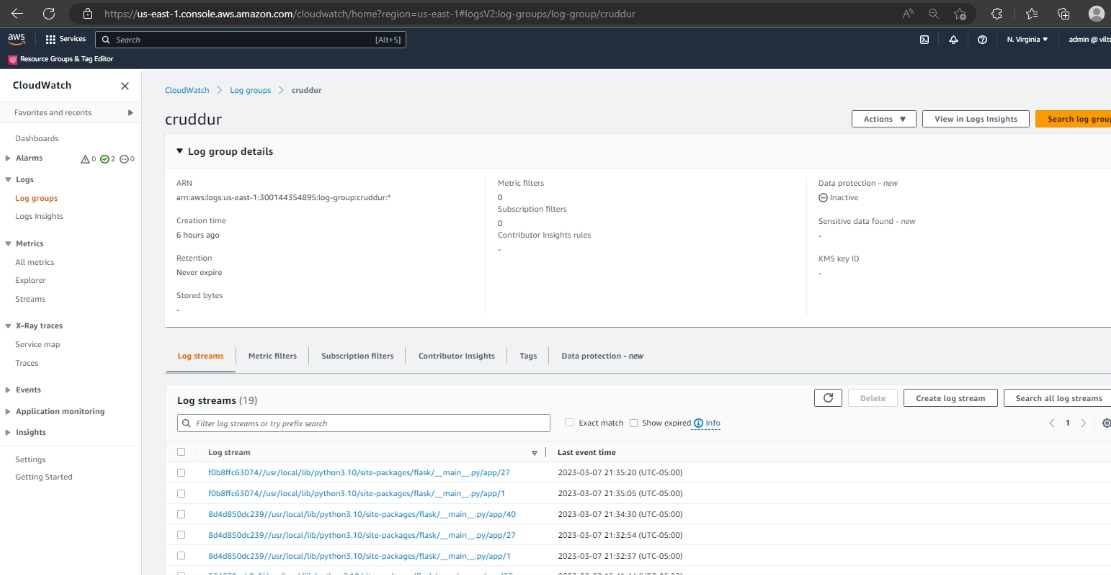 https://us-east-1.console.aws.amazon.com/cloudwatch/home?region=us-east-1#logsV2:log-groups/log-group/cruddur
aws Services Search [Alt+S] N. Virginia admin @
Resource Groups & Tag Editor
CloudWatch
Favorites and recents
Dashboards
Alarms 0 2 0
Logs
Log groups
Logs Insights
Metrics
All metrics
Explorer
Streams
X-Ray traces
Service map
Traces
Events
Application monitoring
Insights
Settings
Getting Started
CloudWatch Log groups cruddur
cruddur
Actions View in Logs Insights Search log group
Log group details
ARN
arn:aws:logs:us-east-1:300144354895:log-group:cruddur:*
Creation time
6 hours ago
Retention
Never expire
Stored bytes
-
Metric filters
0
Subscription filters
0
Contributor Insights rules
-
Data protection - new
Inactive
Sensitive data found - new
-
KMS key ID
-
Log streams Metric filters Subscription filters Contributor Insights Tags Data protection - new
Log streams (19)
Delete Create log stream Search all log streams
Filter log streams or try prefix search Exact match Show expired Info 1
Log stream Last event time
f0b8ffc63074//usr/local/lib/python3.10/site-packages/flask/__main__.py/app/27 2023-03-07 21:35:20 (UTC-05:00)
f0b8ffc63074//usr/local/lib/python3.10/site-packages/flask/__main__.py/app/1 2023-03-07 21:35:05 (UTC-05:00)
8d4d850dc239//usr/local/lib/python3.10/site-packages/flask/__main__.py/app/40 2023-03-07 21:34:30 (UTC-05:00)
8d4d850dc239//usr/local/lib/python3.10/site-packages/flask/__main__.py/app/27 2023-03-07 21:32:54 (UTC-05:00)
8d4d850dc239//usr/local/lib/python3.10/site-packages/flask/__main__.py/app/1 2023-03-07 21:32:37 (UTC-05:00)